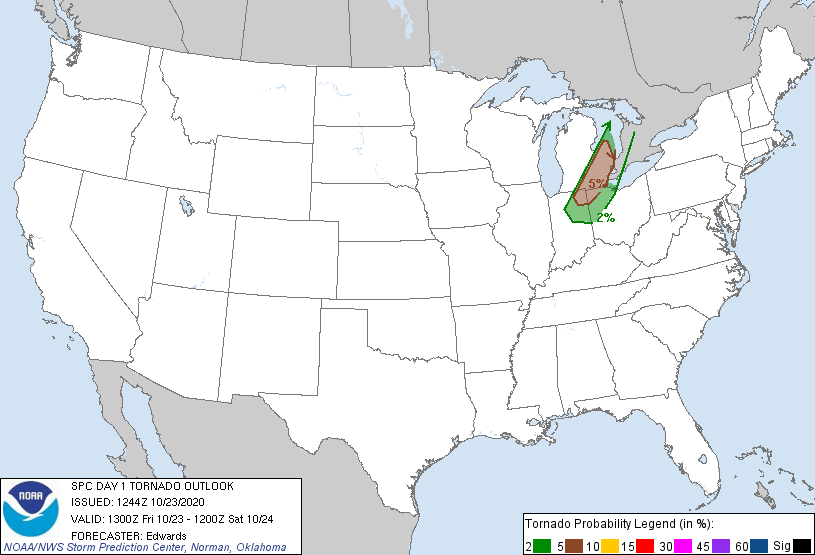 5%
2%
NOAA
SPC DAY 1 TORNADO OUTLOOK
ISSUED: 1244Z 10/23/2020
VALID: 1300Z Fri 10/23 - 1200Z Sat 10/24
FORECASTER: Edwards
NOAA/NWS Storm Prediction Center, Norman, Oklahoma
Tornado Probability Legend (in %):
2 5 10 15 30 45 60 Sig